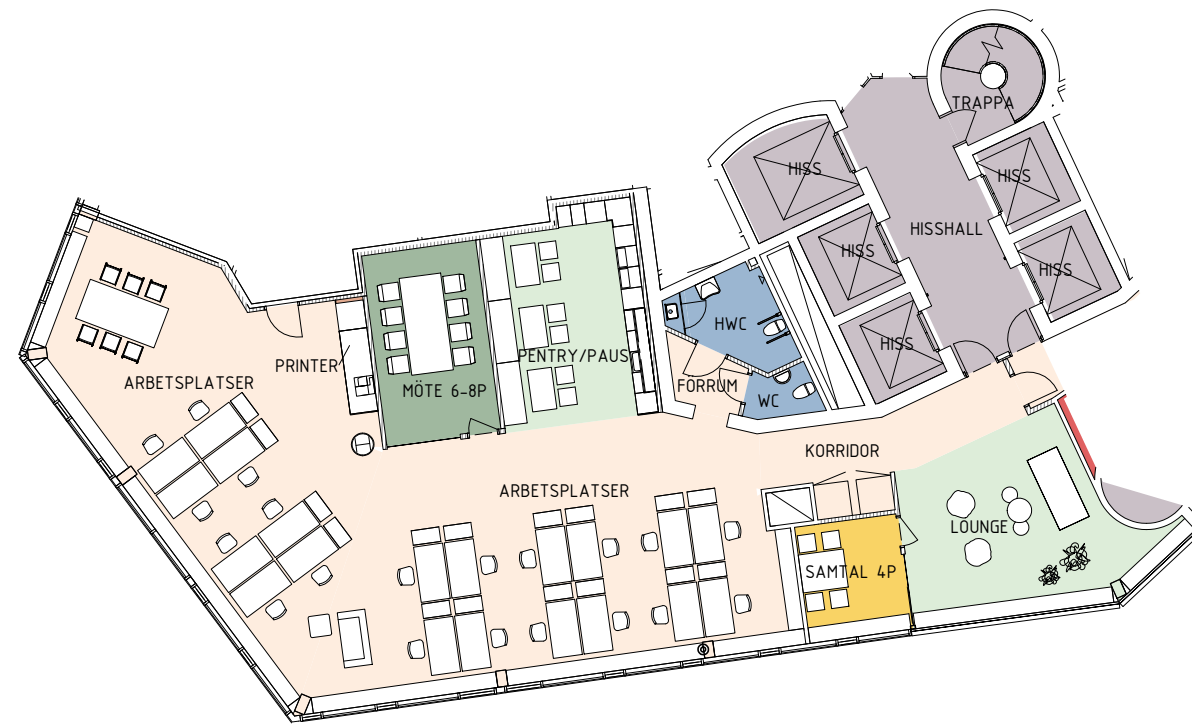 TRAPPA
HISS
HISS
HISSHALL
HISS
HISS
HISS
HWC
PENTRY/PAUS
PRINTER
FÖRRUM
ARBETSPLATSER
MÖTE 6-8P
WC
KORRIDOR
ARBETSPLATSER
LOUNGE
SAMTAL 4P